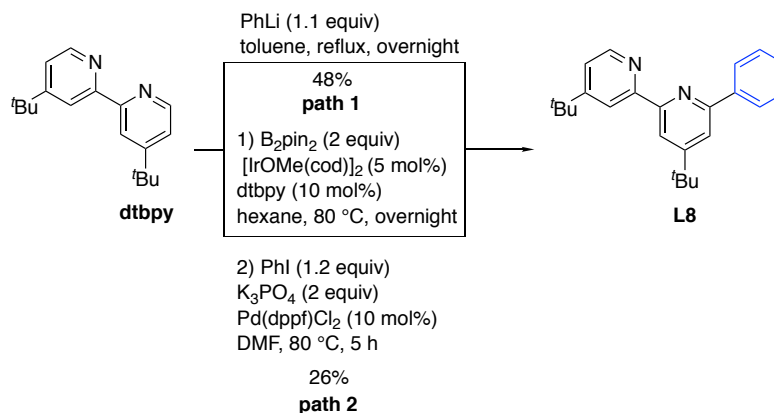 PhLi (1.1 equiv)
toluene, reflux, overnight
48%
path 1
1) B₂pin₂ (2 equiv)
[IrOMe(cod)]₂ (5 mol%)
dtbpy (10 mol%)
hexane, 80 °C, overnight
2) PhI (1.2 equiv)
K₃PO₄ (2 equiv)
Pd(dppf)Cl₂ (10 mol%)
DMF, 80 °C, 5 h
26%
path 2
N
ᵗBu
N
ᵗBu
dtbpy
N
N
ᵗBu
ᵗBu
L8